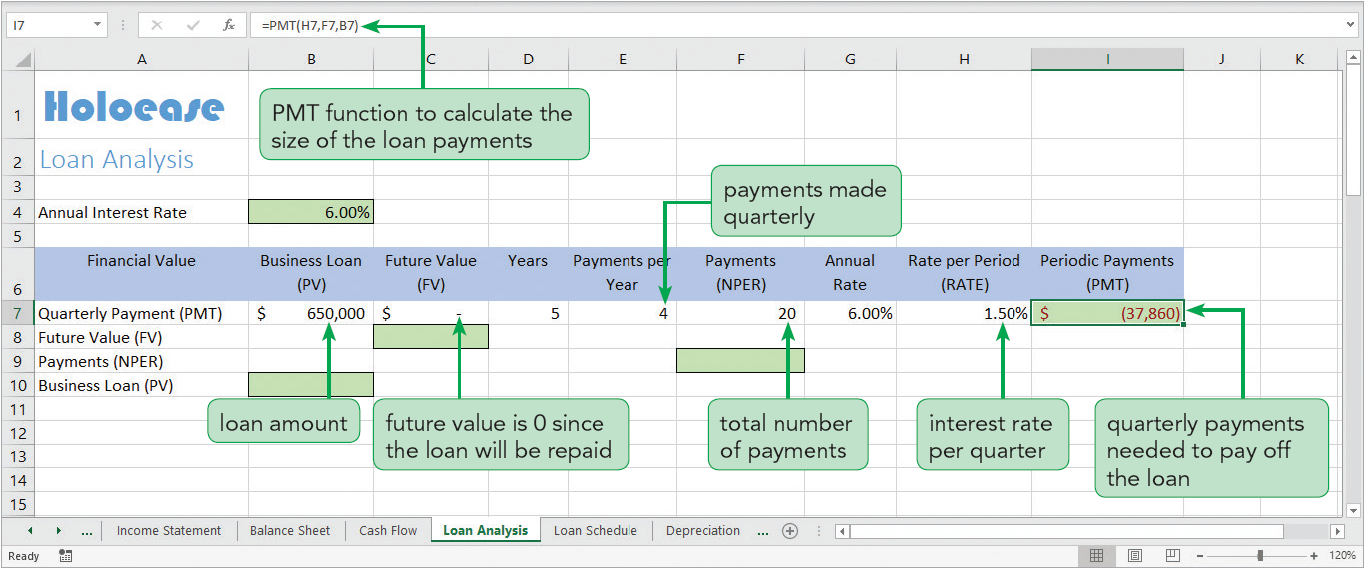 I7
fx
=PMT(H7,F7,B7)
A B C D E F G H I J K
PMT function to calculate the
size of the loan payments
1 Holoease
2 Loan Analysis
payments made
quarterly
3
4 Annual Interest Rate 6.00%
5
Financial Value Business Loan Future Value Years Payments per Payments Annual Rate per Period Periodic Payments
6 (PV) (FV) Year (NPER) Rate (RATE) (PMT)
7 Quarterly Payment (PMT) $ 650,000 $ - 5 4 20 6.00% 1.50% $ (37,860)
8 Future Value (FV)
9 Payments (NPER)
10 Business Loan (PV)
11
12
13
14
15
loan amount
future value is 0 since
the loan will be repaid
total number
of payments
interest rate
per quarter
quarterly payments
needed to pay off
the loan
... Income Statement Balance Sheet Cash Flow Loan Analysis Loan Schedule Depreciation ...
Ready 120%